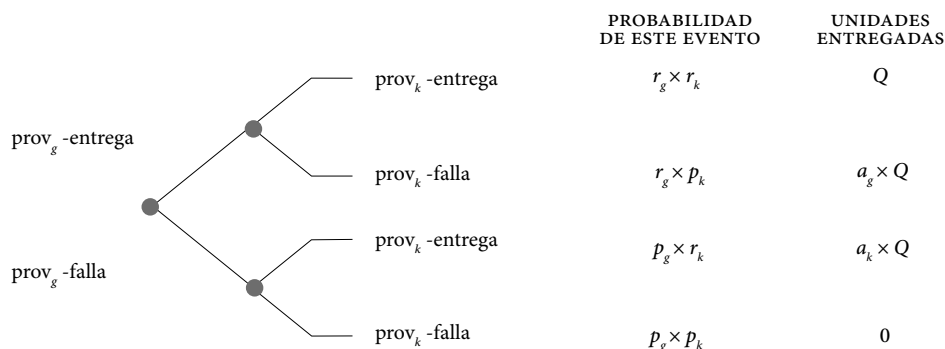 PROBABILIDAD DE ESTE EVENTO
UNIDADES ENTREGADAS
prov_k -entrega r_g × r_k Q
prov_g -entrega
prov_k -falla r_g × p_k a_g × Q
prov_k -entrega p_g × r_k a_k × Q
prov_g -falla
prov_k -falla p_g × p_k 0